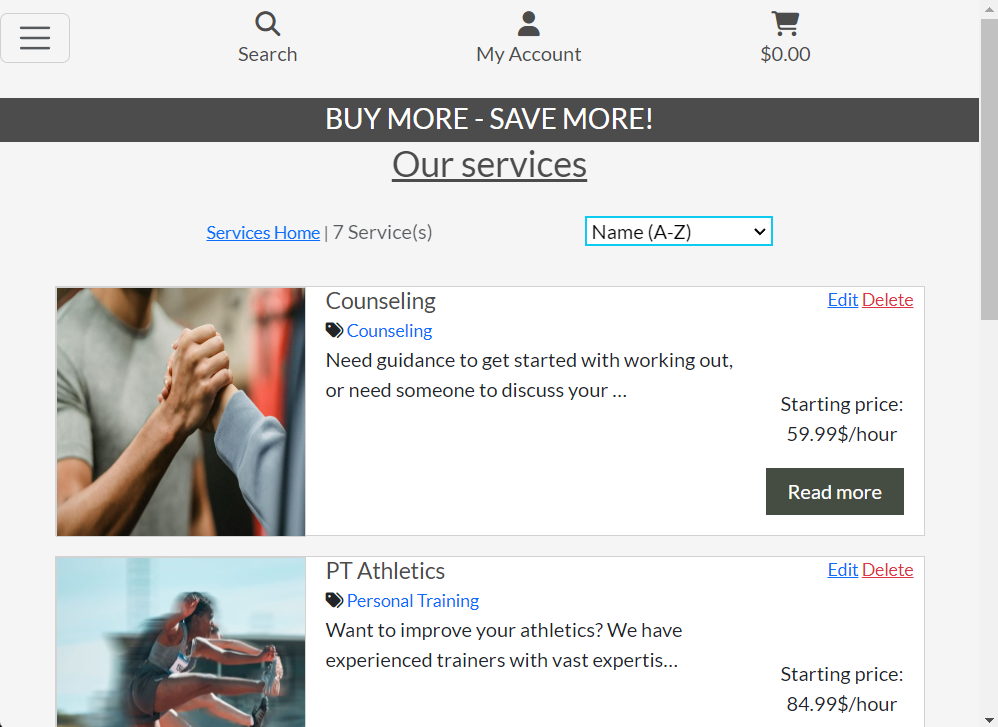 Search
My Account
$0.00
BUY MORE - SAVE MORE!
Our services
Services Home | 7 Service(s)
Name (A-Z)
Counseling
Edit Delete
Counseling
Need guidance to get started with working out,
or need someone to discuss your ...
Starting price:
59.99$/hour
Read more
PT Athletics
Edit Delete
Personal Training
Want to improve your athletics? We have
experienced trainers with vast expertis...
Starting price:
84.99$/hour